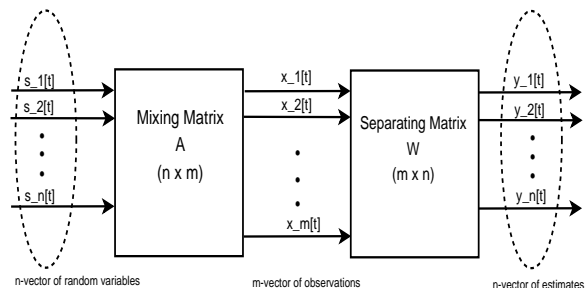 s_1[t]
s_2[t]
s_n[t]
Mixing Matrix
A
(n x m)
x_1[t]
x_2[t]
x_m[t]
Separating Matrix
W
(m x n)
y_1[t]
y_2[t]
y_n[t]
n-vector of random variables
m-vector of observations
n-vector of estimates